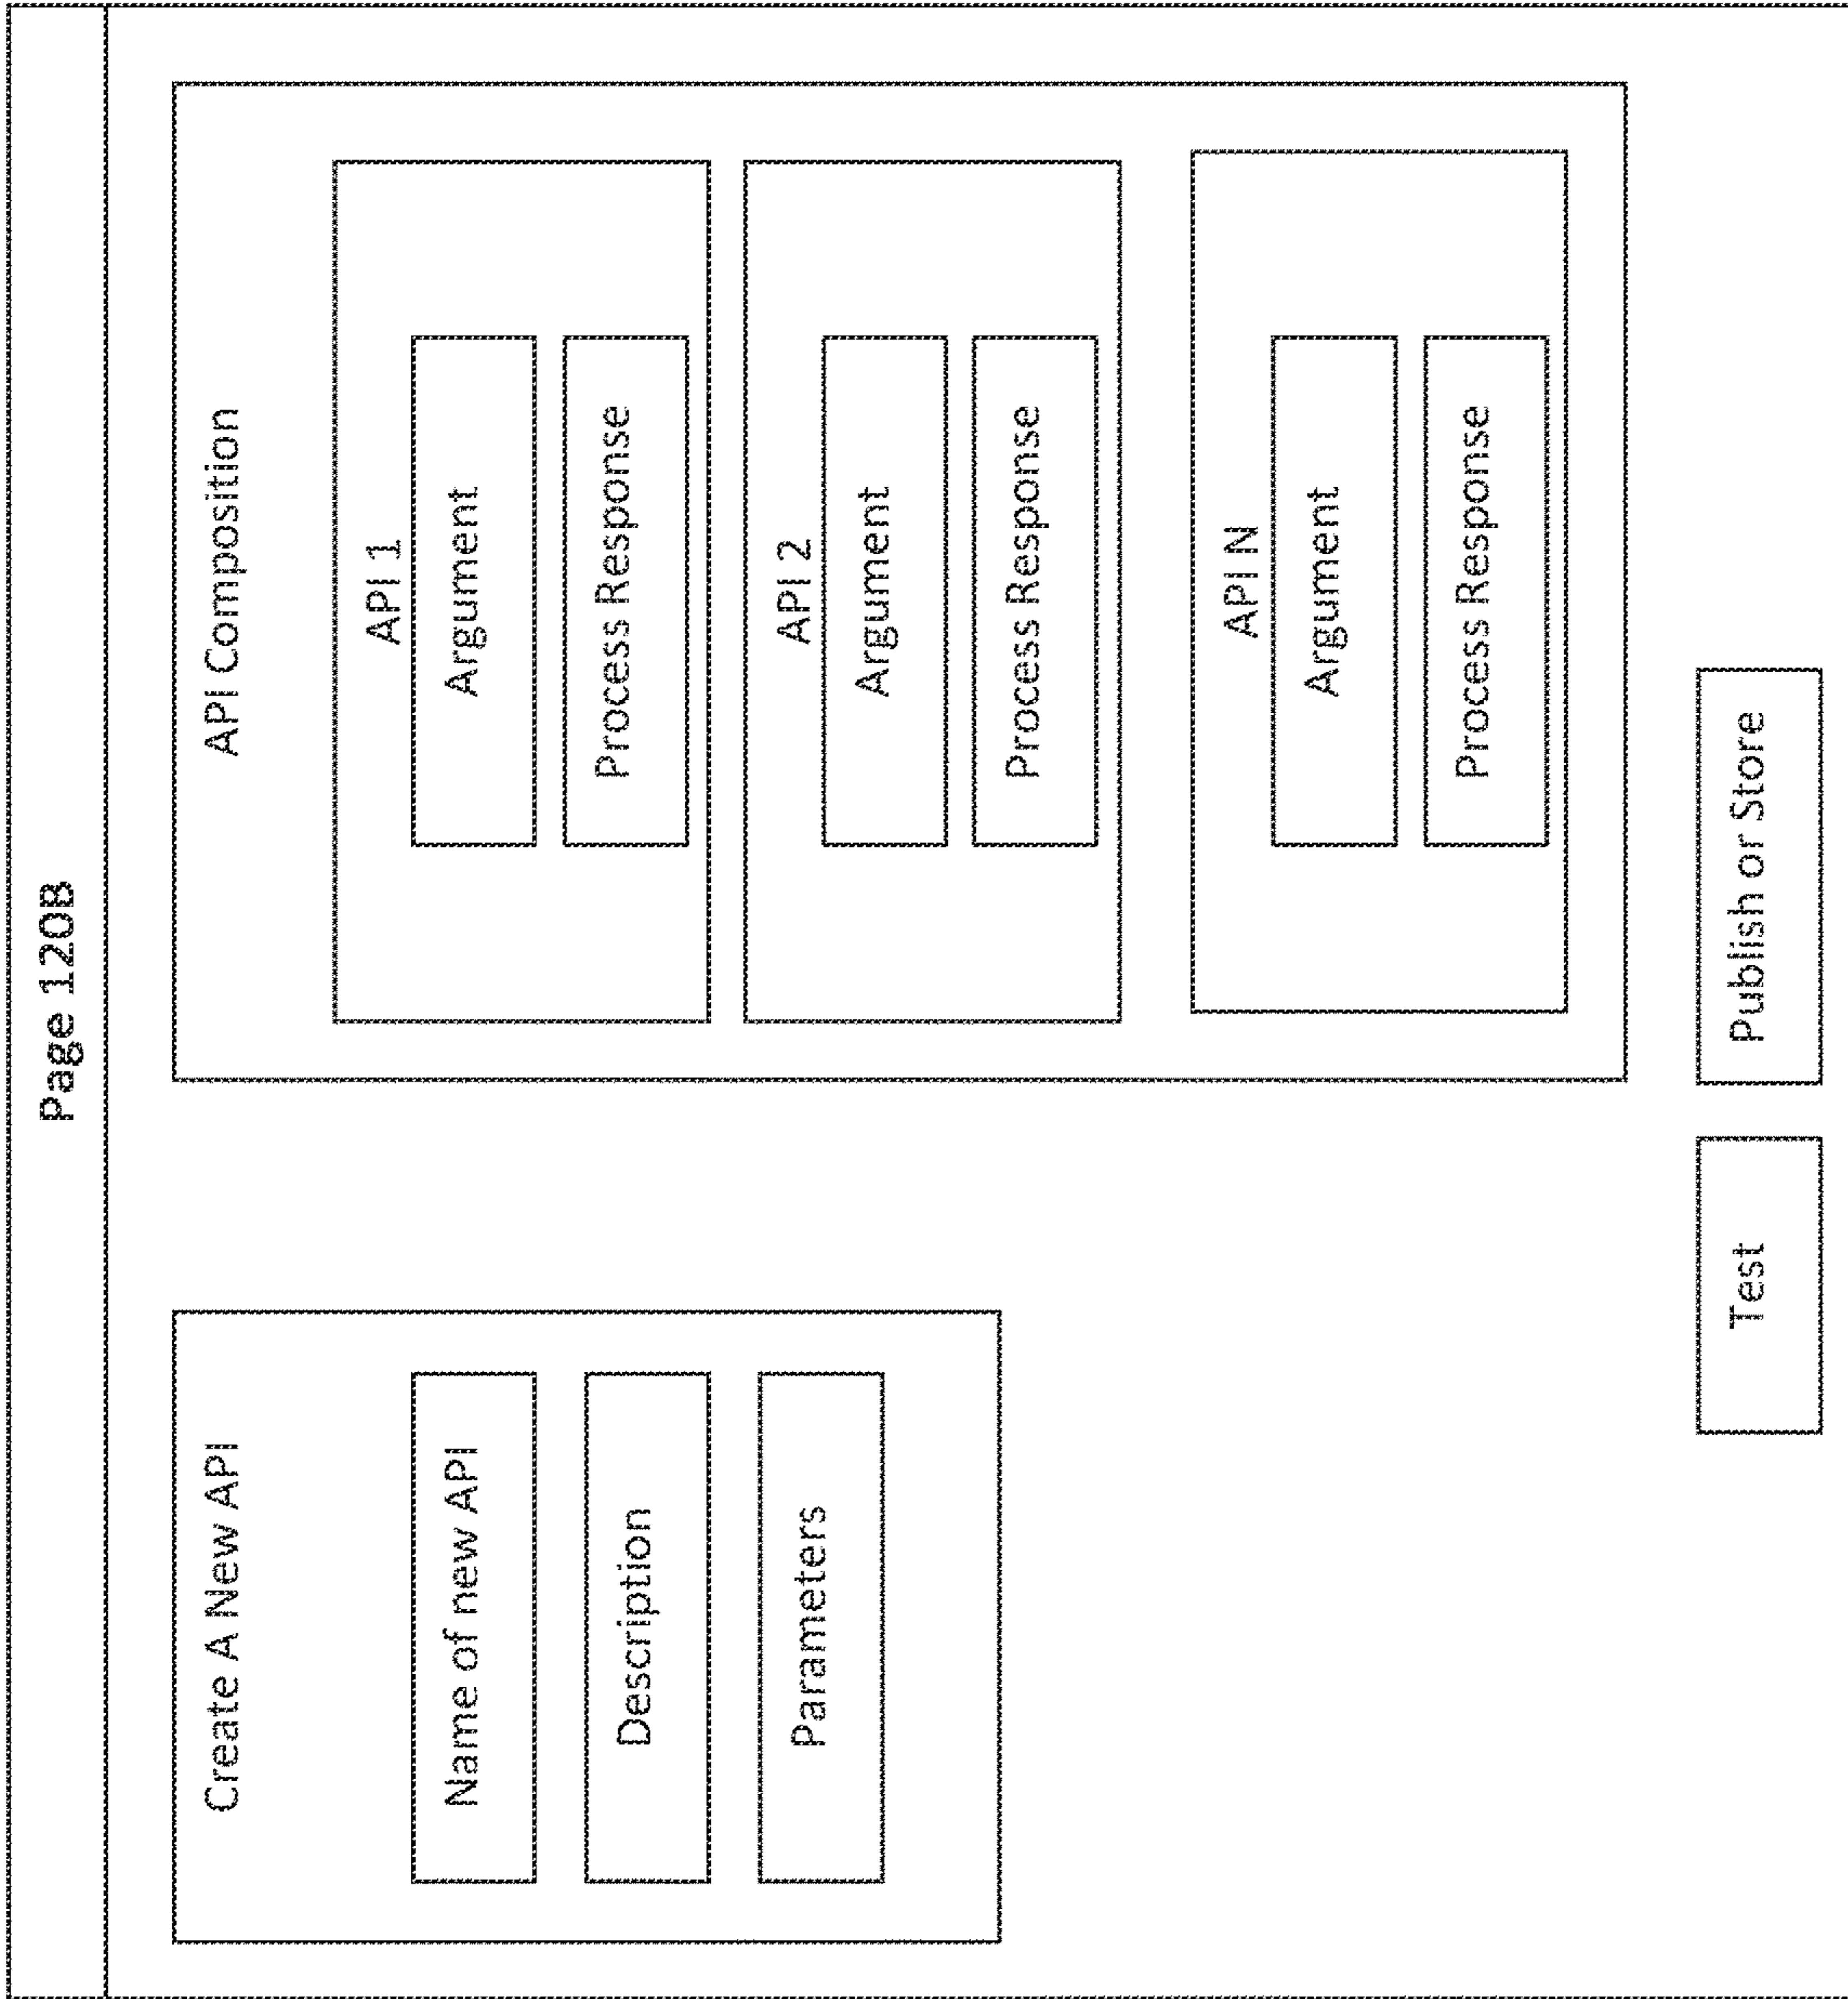 Page 120B
Create A New API
Name of new API
Description
Parameters
API Composition
API 1
Argument
Process Response
API 2
Argument
Process Response
API N
Argument
Process Response
Test
Publish or Store